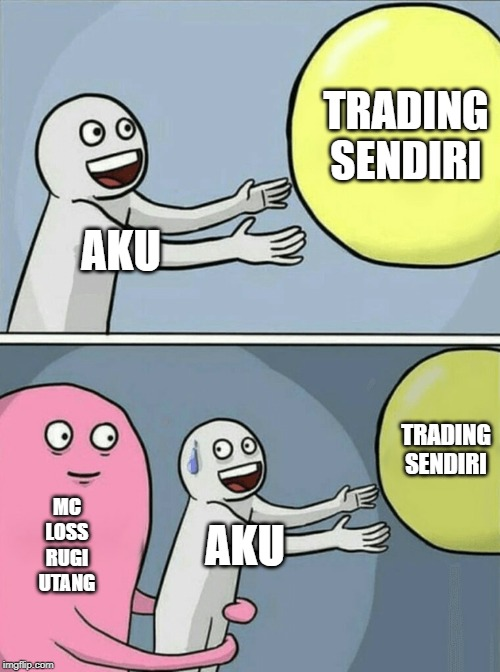 TRADING
SENDIRI
AKU
TRADING
SENDIRI
MC
LOSS
RUGI
UTANG
AKU
imgflip.com